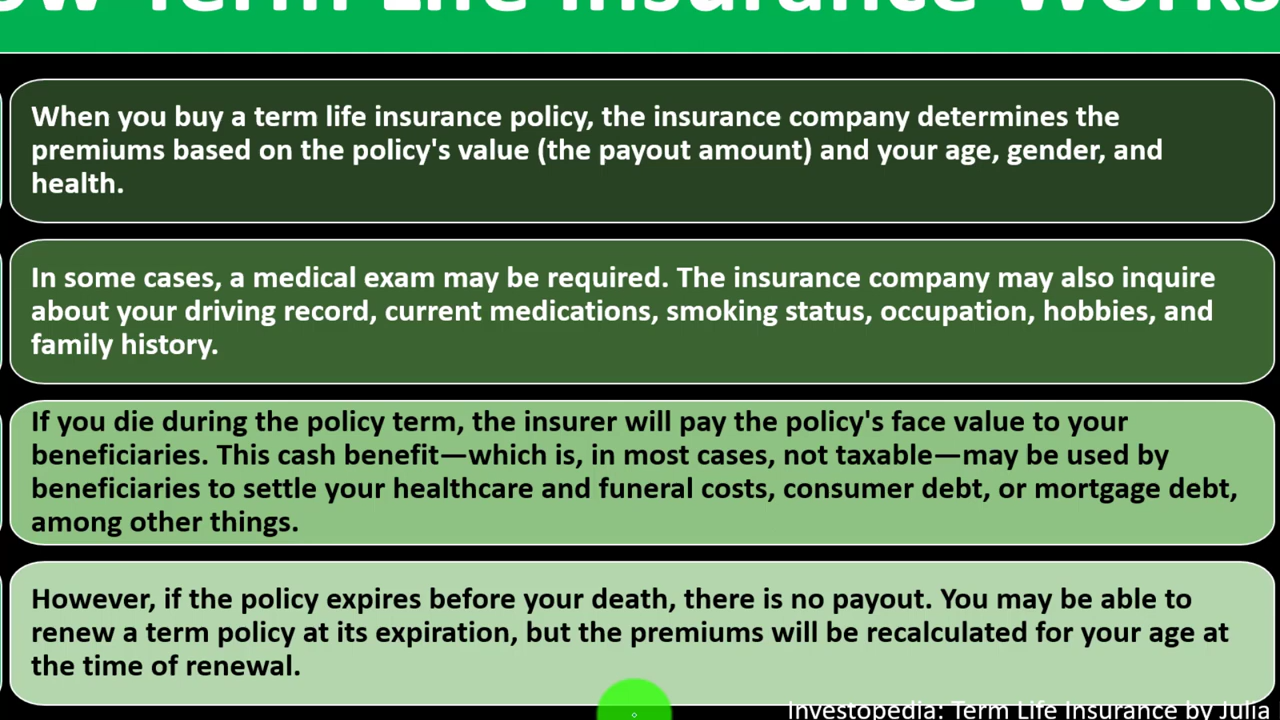 How Term Life Insurance Works
When you buy a term life insurance policy, the insurance company determines the
premiums based on the policy's value (the payout amount) and your age, gender, and
health.
In some cases, a medical exam may be required. The insurance company may also inquire
about your driving record, current medications, smoking status, occupation, hobbies, and
family history.
If you die during the policy term, the insurer will pay the policy's face value to your
beneficiaries. This cash benefit—which is, in most cases, not taxable—may be used by
beneficiaries to settle your healthcare and funeral costs, consumer debt, or mortgage debt,
among other things.
However, if the policy expires before your death, there is no payout. You may be able to
renew a term policy at its expiration, but the premiums will be recalculated for your age at
the time of renewal.
Investopedia: Term Life Insurance by Julia